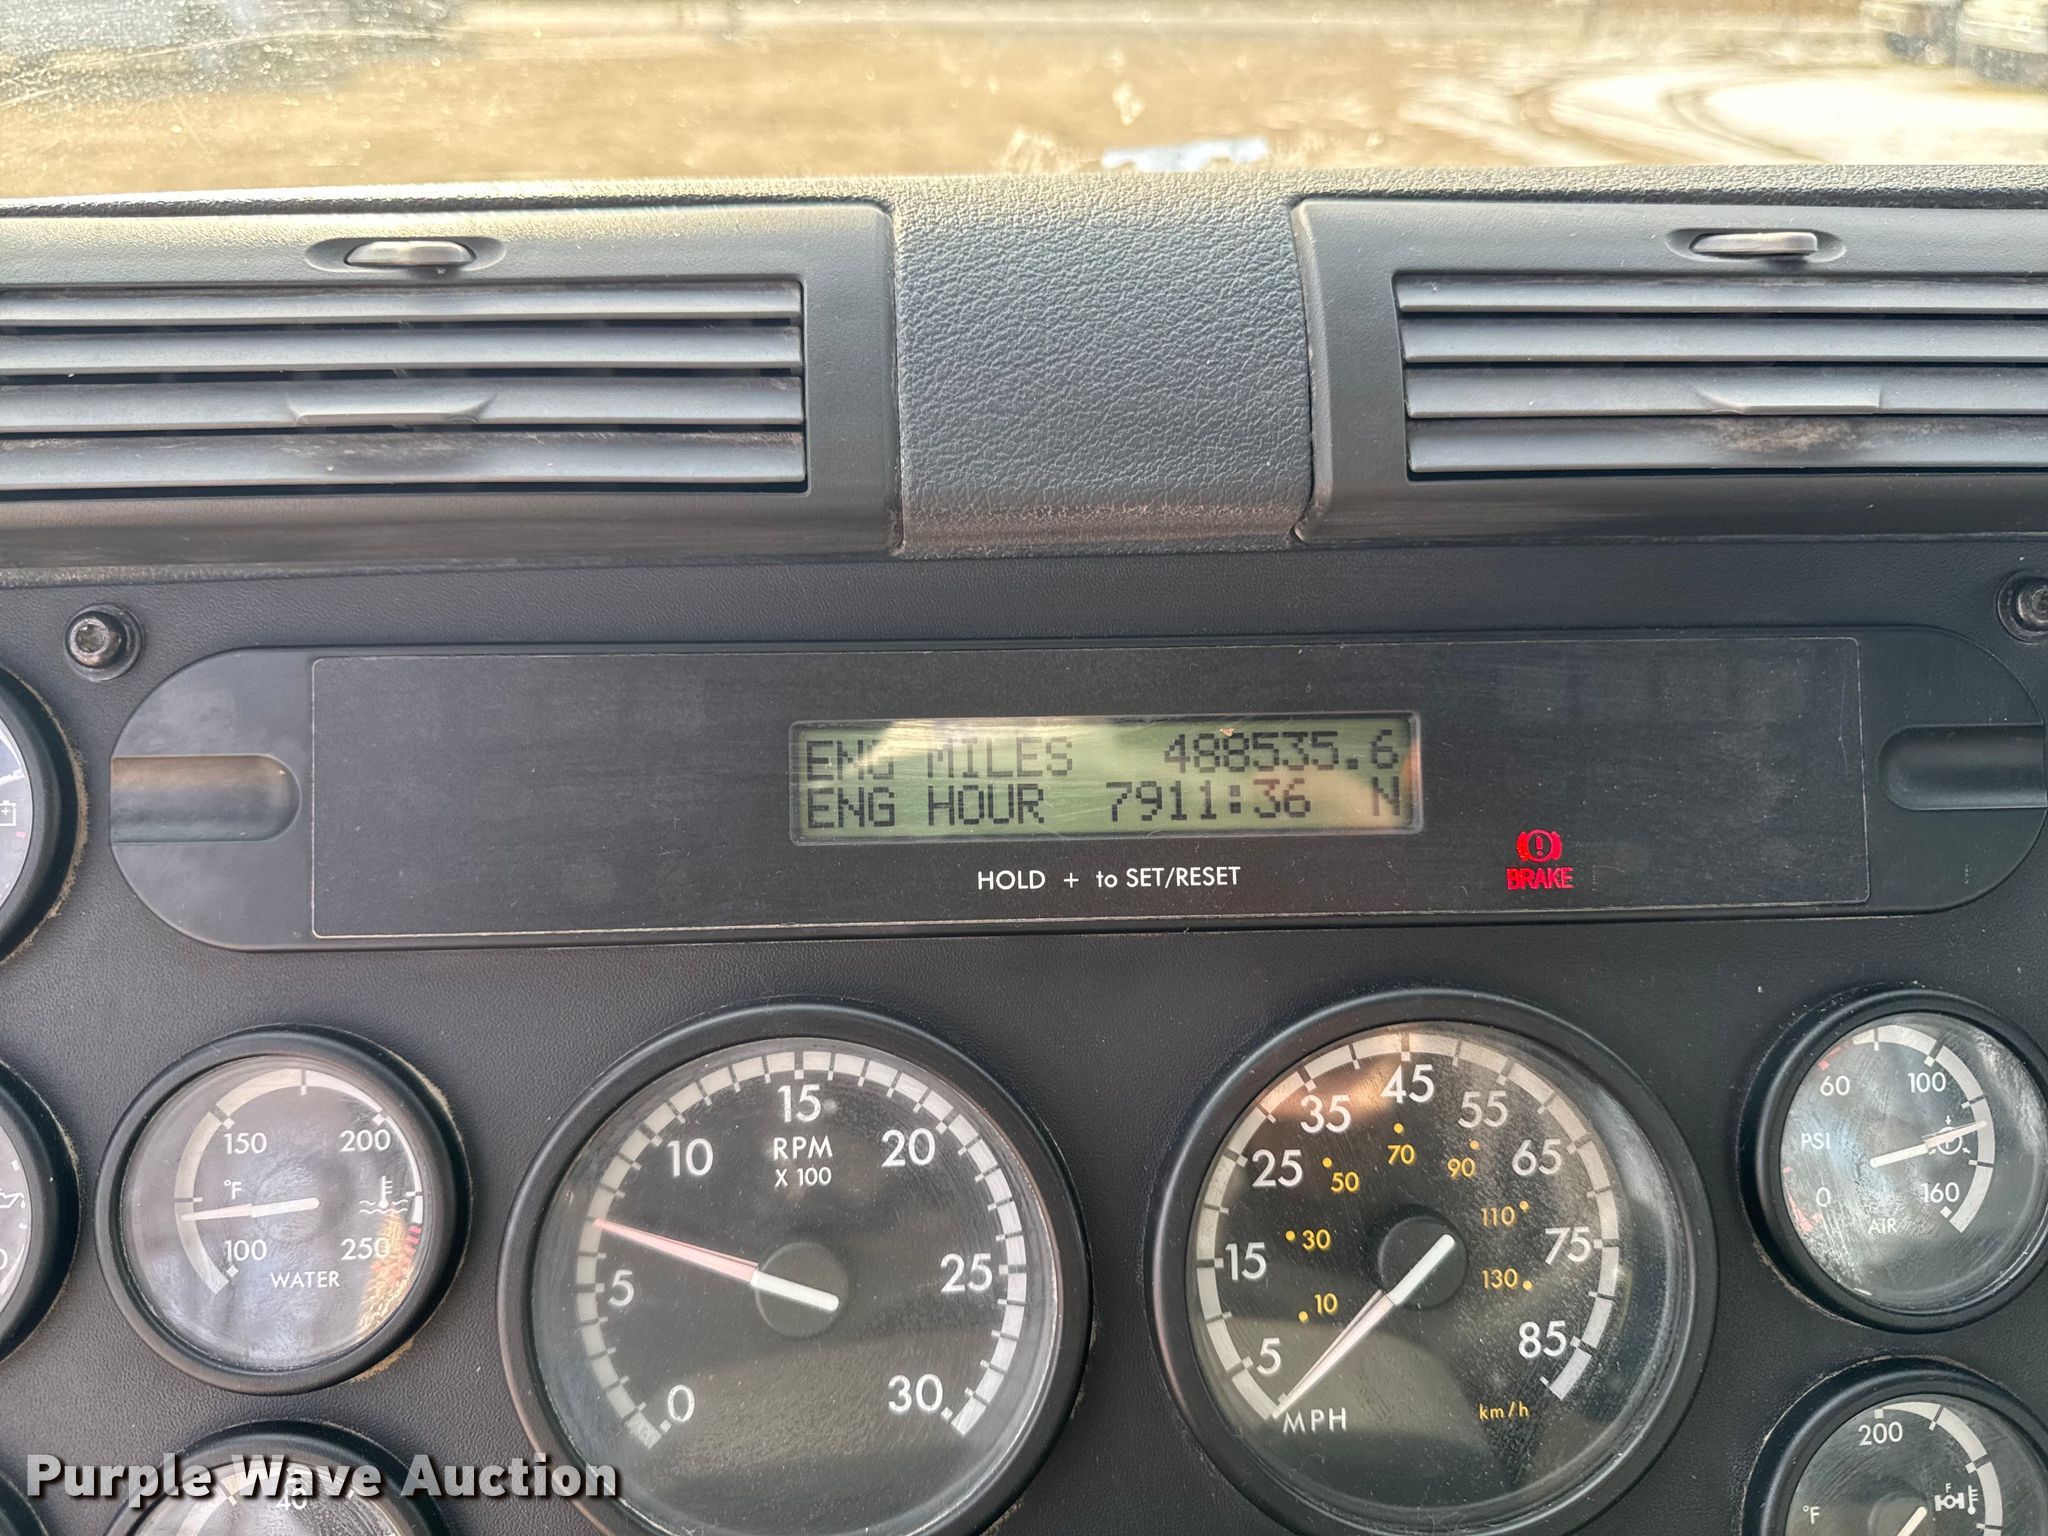 ENG MILES 488535.6
ENG HOUR 7911:36 N
HOLD + to SET/RESET
BRAKE
150 200
°F
100 250
WATER
15
10 20
RPM
X 100
5 25
0 30
45
35 55
25 65
15 75
5 85
MPH
70
50 90
30 110
10 130
km/h
60 100
PSI
0 160
AIR
40
200
°F
F
Purple Wave Auction